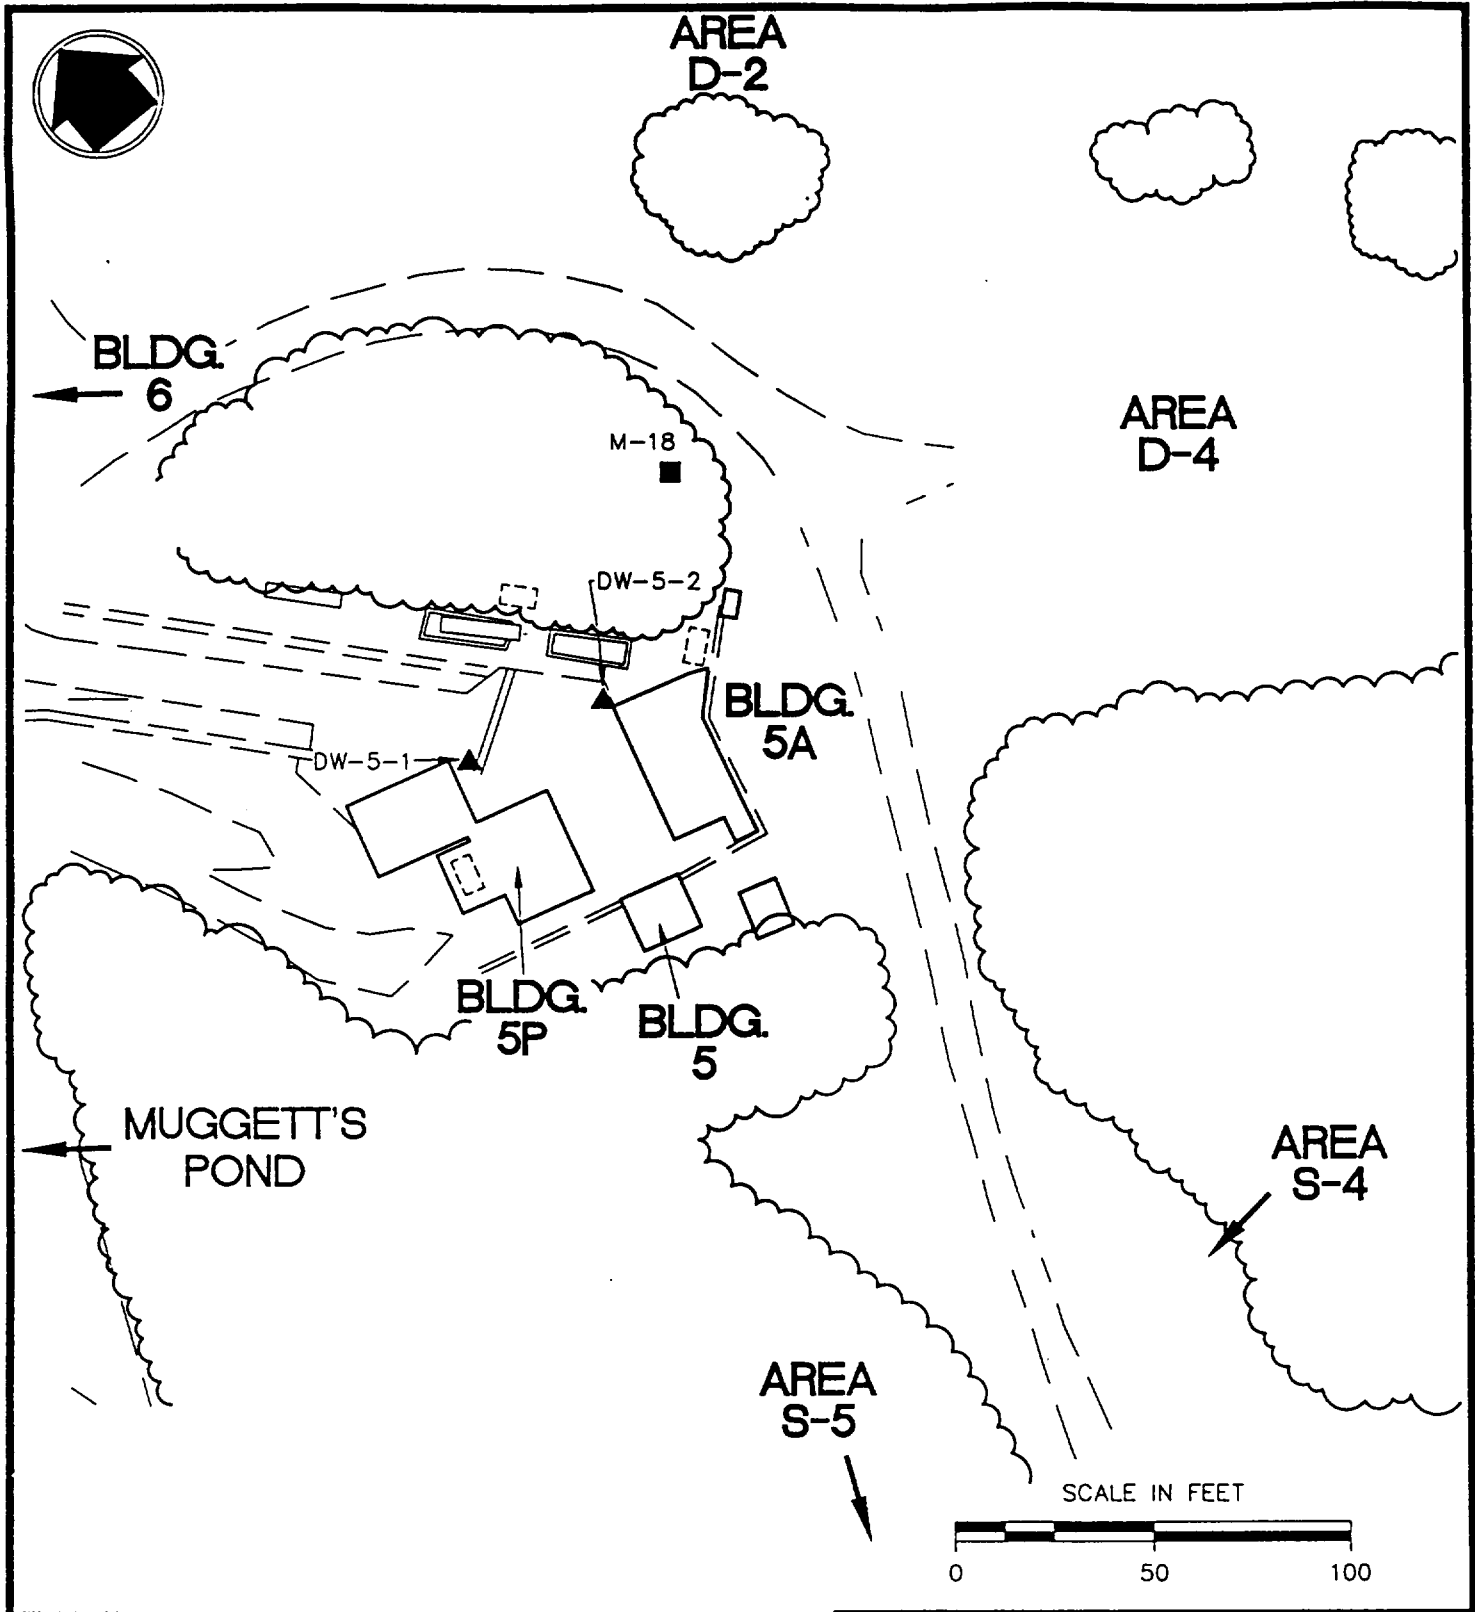 AREA
D-2
BLDG.
6
AREA
D-4
M-18
DW-5-2
BLDG.
5A
DW-5-1
BLDG.
5P
BLDG.
5
MUGGETT'S
POND
AREA
S-4
AREA
S-5
SCALE IN FEET
0 50 100